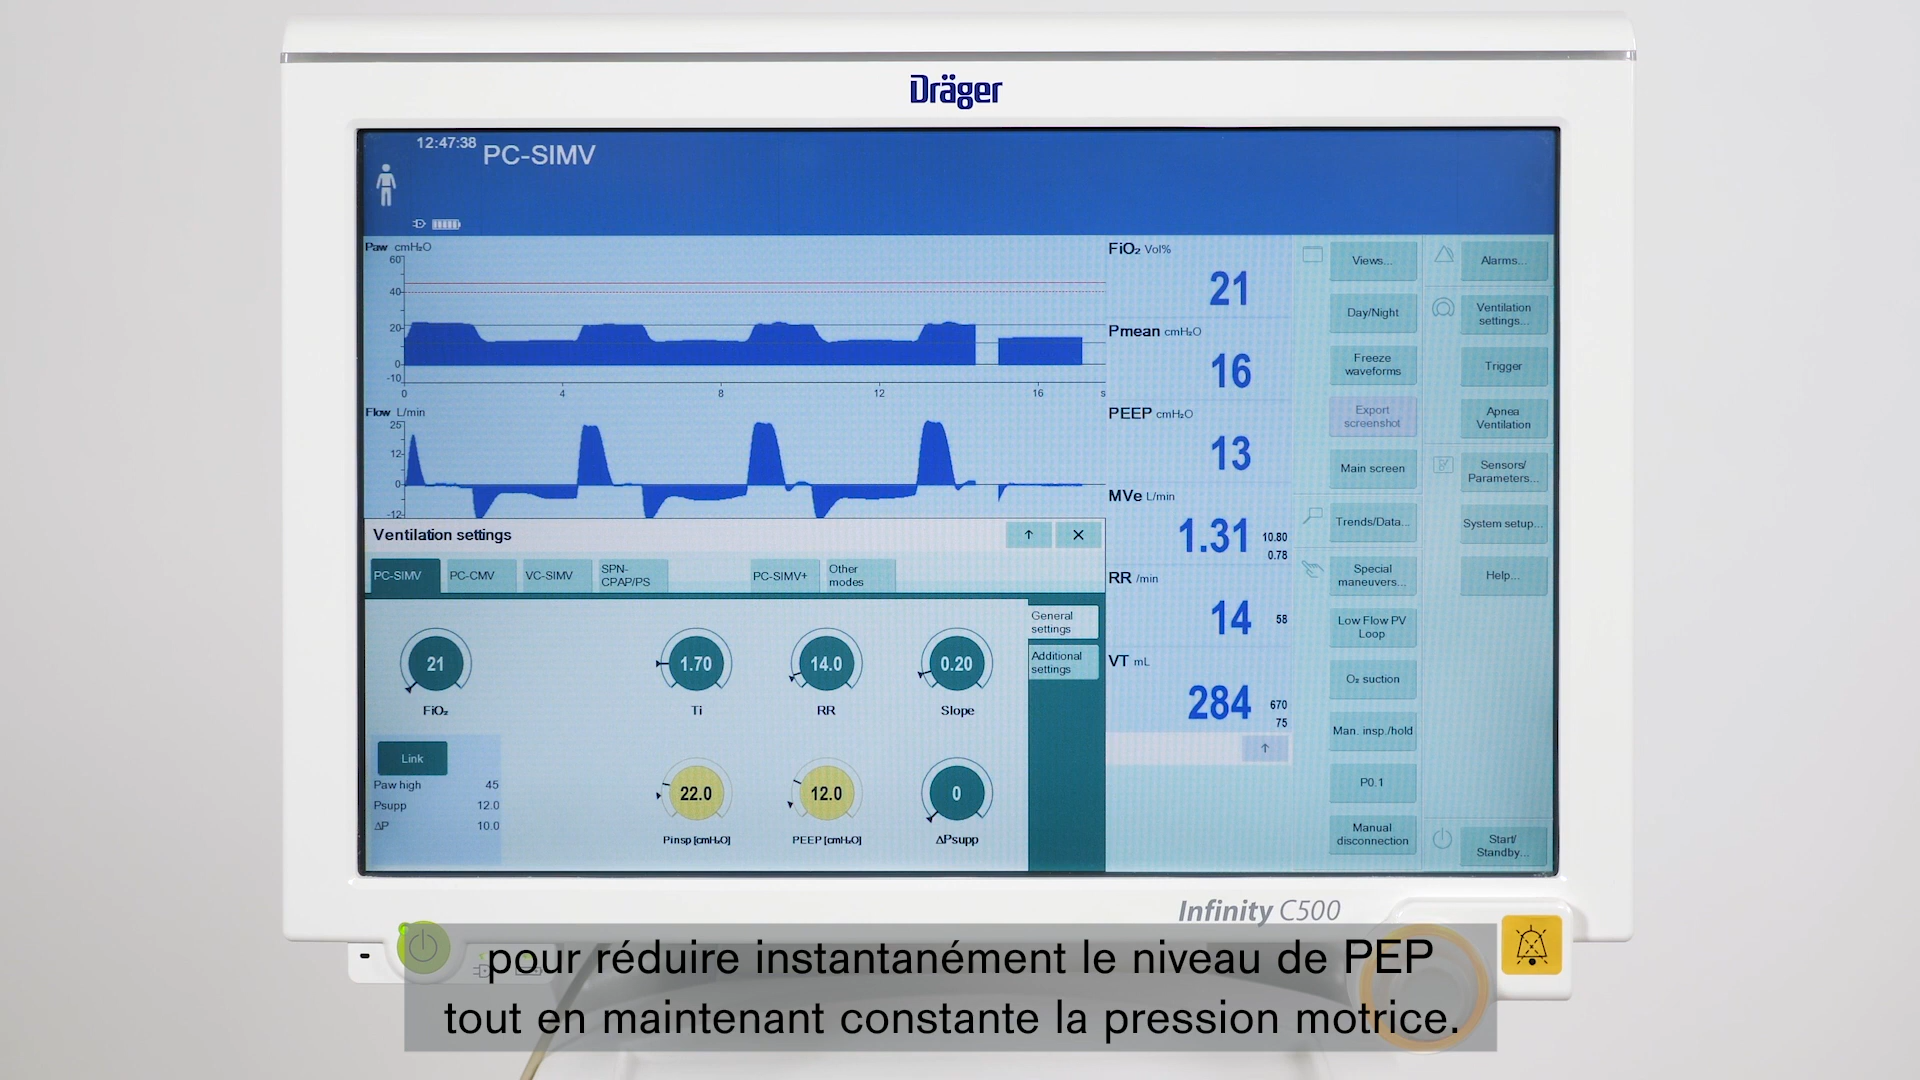 Dräger
12:47:38
PC-SIMV
Paw cmH₂O
60
40
20
0
-10
0 4 8 12 16 s
Flow L/min
25
12
0
-12
FiO₂ Vol%
21
Pmean cmH₂O
16
PEEP cmH₂O
13
MVe L/min
1.31
10.80
0.78
RR /min
14
58
VT mL
284
670
75
↑
Views...
Day/Night
Freeze
waveforms
Export
screenshot
Main screen
Trends/Data...
Special
maneuvers...
Low Flow PV
Loop
O₂ suction
Man. insp./hold
P0.1
Manual
disconnection
Alarms...
Ventilation
settings...
Trigger
Apnea
Ventilation
Sensors/
Parameters...
System setup...
Help...
Start/
Standby...
Ventilation settings
↑ ✕
PC-SIMV
PC-CMV
VC-SIMV
SPN-
CPAP/PS
PC-SIMV+
Other
modes
General
settings
Additional
settings
21
FiO₂
1.70
Ti
14.0
RR
0.20
Slope
Link
Paw high 45
Psupp 12.0
ΔP 10.0
22.0
Pinsp [cmH₂O]
12.0
PEEP [cmH₂O]
0
ΔPsupp
Infinity C500
pour réduire instantanément le niveau de PEP
tout en maintenant constante la pression motrice.